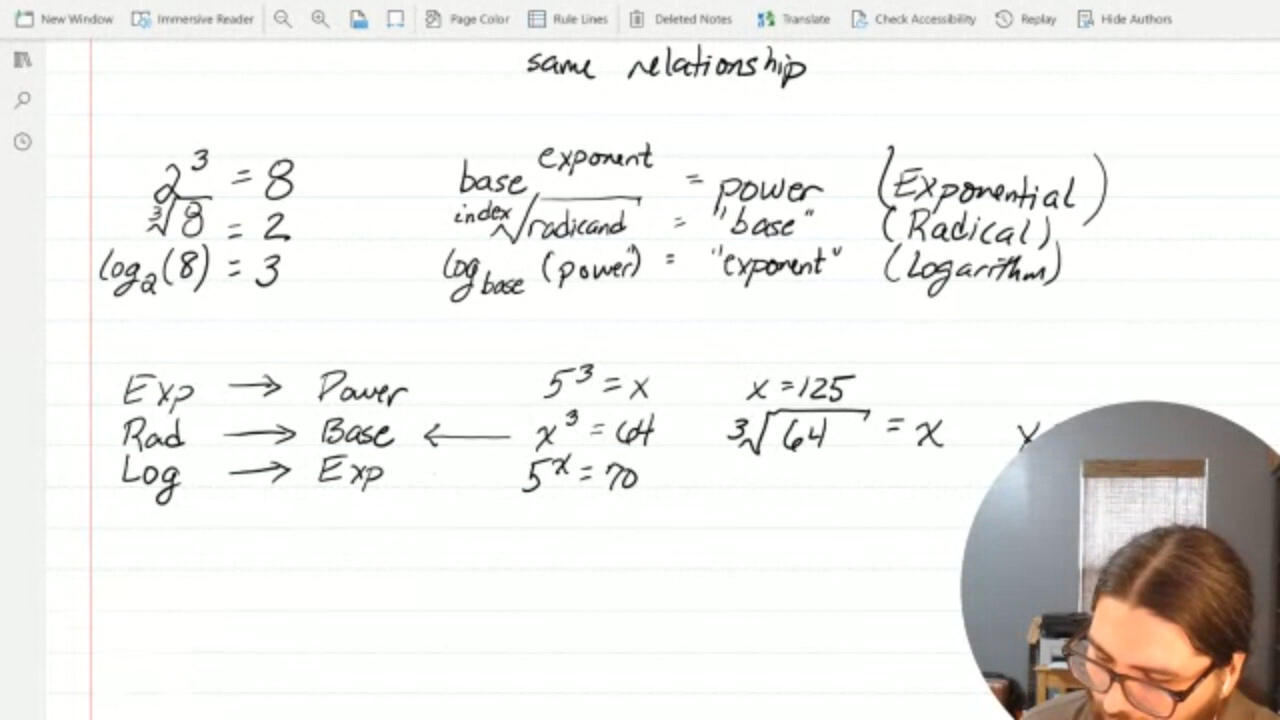 New Window Immersive Reader Page Color Rule Lines Deleted Notes Translate Check Accessibility Replay Hide Authors
same relationship
2³ = 8 base^exponent = power (Exponential)
∛8 = 2 index√radicand = "base" (Radical)
log₂(8) = 3 log_base (power) = "exponent" (Logarithm)
Exp → Power 5³ = x x = 125
Rad → Base ← x³ = 64 ∛64 = x x
Log → Exp 5ˣ = 70